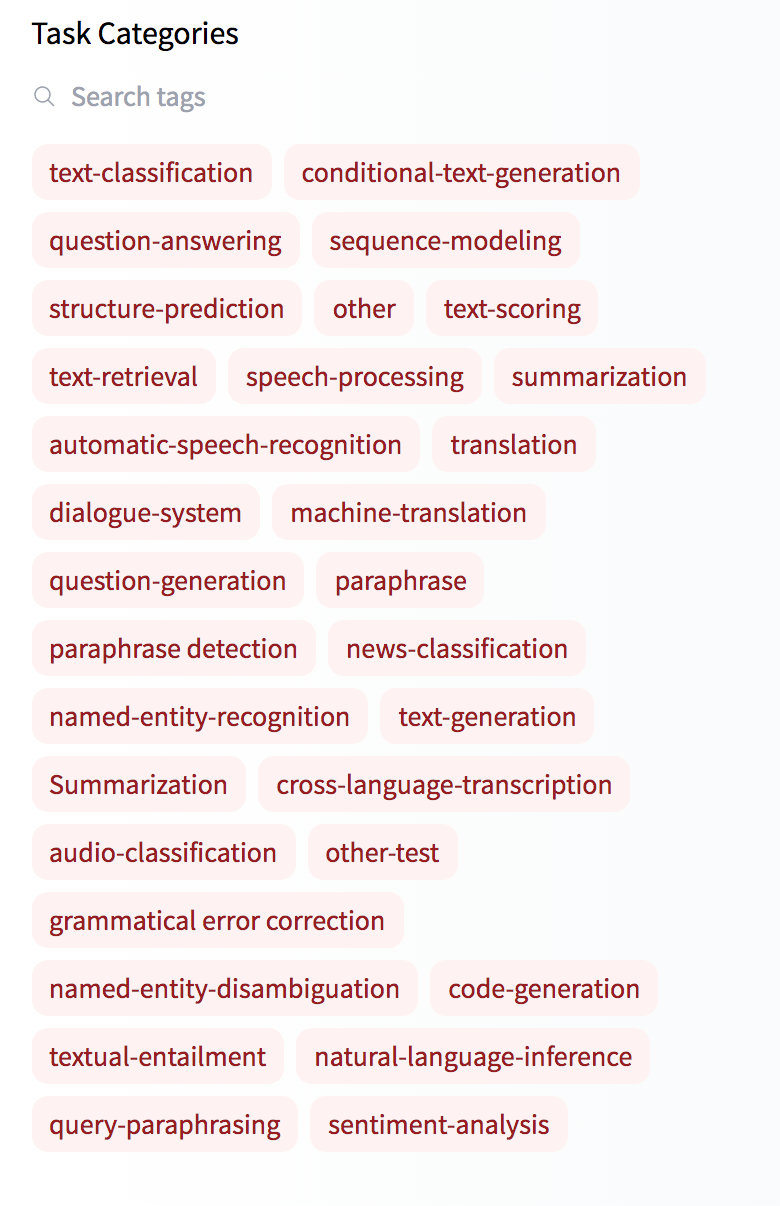 Task Categories
Search tags
text-classification conditional-text-generation
question-answering sequence-modeling
structure-prediction other text-scoring
text-retrieval speech-processing summarization
automatic-speech-recognition translation
dialogue-system machine-translation
question-generation paraphrase
paraphrase detection news-classification
named-entity-recognition text-generation
Summarization cross-language-transcription
audio-classification other-test
grammatical error correction
named-entity-disambiguation code-generation
textual-entailment natural-language-inference
query-paraphrasing sentiment-analysis